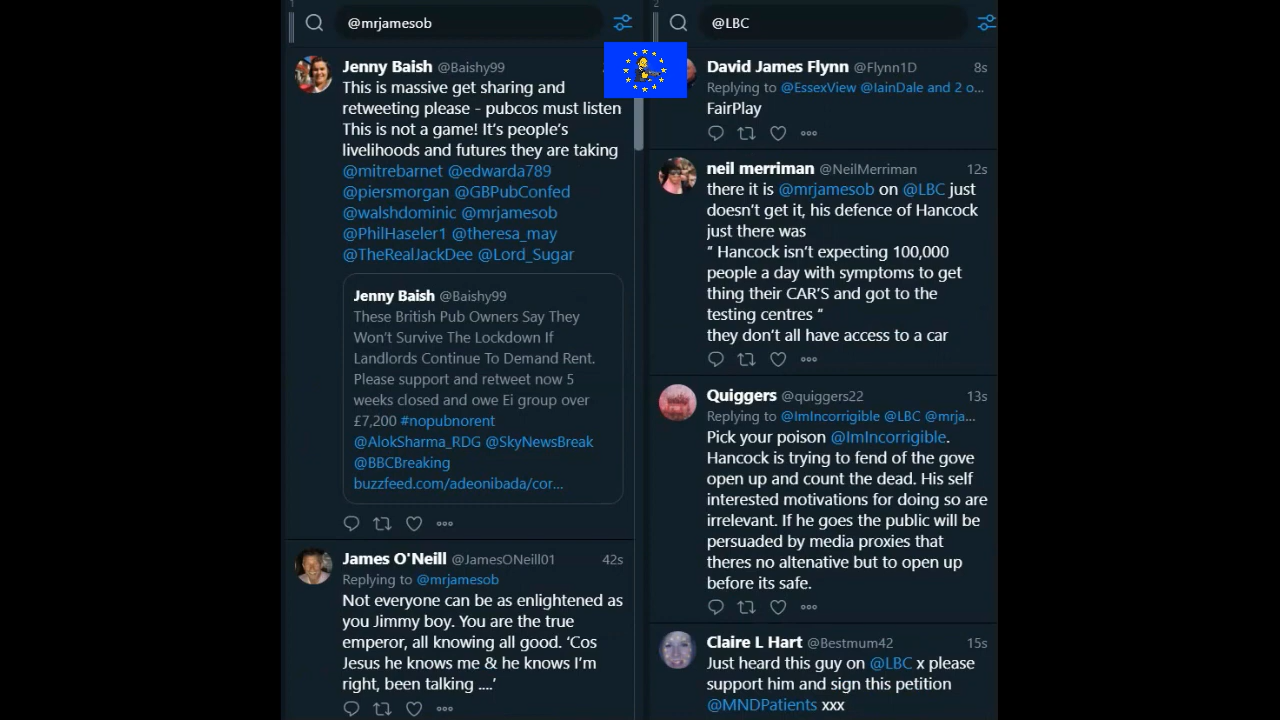 1
@mrjamesob
Jenny Baish @Baishy99
This is massive get sharing and
retweeting please - pubcos must listen
This is not a game! It's people's
livelihoods and futures they are taking
@mitrebarnet @edwarda789
@piersmorgan @GBPubConfed
@walshdominic @mrjamesob
@PhilHaseler1 @theresa_may
@TheRealJackDee @Lord_Sugar
Jenny Baish @Baishy99
These British Pub Owners Say They
Won't Survive The Lockdown If
Landlords Continue To Demand Rent.
Please support and retweet now 5
weeks closed and owe Ei group over
£7,200 #nopubnorent
@AlokSharma_RDG @SkyNewsBreak
@BBCBreaking
buzzfeed.com/adeonibada/cor...
James O'Neill @JamesONeill01 42s
Replying to @mrjamesob
Not everyone can be as enlightened as
you Jimmy boy. You are the true
emperor, all knowing all good. 'Cos
Jesus he knows me & he knows I'm
right, been talking ....'
2
@LBC
David James Flynn @Flynn1D 8s
Replying to @EssexView @IainDale and 2 o...
FairPlay
neil merriman @NeilMerriman 12s
there it is @mrjamesob on @LBC just
doesn't get it, his defence of Hancock
just there was
" Hancock isn't expecting 100,000
people a day with symptoms to get
thing their CAR'S and got to the
testing centres "
they don't all have access to a car
Quiggers @quiggers22 13s
Replying to @ImIncorrigible @LBC @mrja...
Pick your poison @ImIncorrigible.
Hancock is trying to fend of the gove
open up and count the dead. His self
interested motivations for doing so are
irrelevant. If he goes the public will be
persuaded by media proxies that
theres no altenative but to open up
before its safe.
Claire L Hart @Bestmum42 15s
Just heard this guy on @LBC x please
support him and sign this petition
@MNDPatients xxx